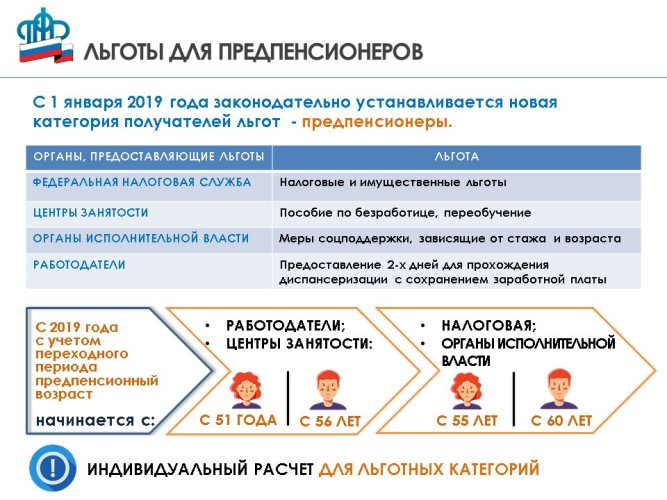 ЛЬГОТЫ ДЛЯ ПРЕДПЕНСИОНЕРОВ
С 1 января 2019 года законодательно устанавливается новая
категория получателей льгот - предпенсионеры.
ОРГАНЫ, ПРЕДОСТАВЛЯЮЩИЕ ЛЬГОТЫ ЛЬГОТА
ФЕДЕРАЛЬНАЯ НАЛОГОВАЯ СЛУЖБА Налоговые и имущественные льготы
ЦЕНТРЫ ЗАНЯТОСТИ Пособие по безработице, переобучение
ОРГАНЫ ИСПОЛНИТЕЛЬНОЙ ВЛАСТИ Меры соцподдержки, зависящие от стажа и возраста
РАБОТОДАТЕЛИ Предоставление 2-х дней для прохождения
диспансеризации с сохранением заработной платы
С 2019 года
с учетом
переходного
периода
предпенсионный
возраст
начинается с:
• РАБОТОДАТЕЛИ;
• ЦЕНТРЫ ЗАНЯТОСТИ:
С 51 ГОДА С 56 ЛЕТ
• НАЛОГОВАЯ;
• ОРГАНЫ ИСПОЛНИТЕЛЬНОЙ
ВЛАСТИ
С 55 ЛЕТ С 60 ЛЕТ
ИНДИВИДУАЛЬНЫЙ РАСЧЕТ ДЛЯ ЛЬГОТНЫХ КАТЕГОРИЙ